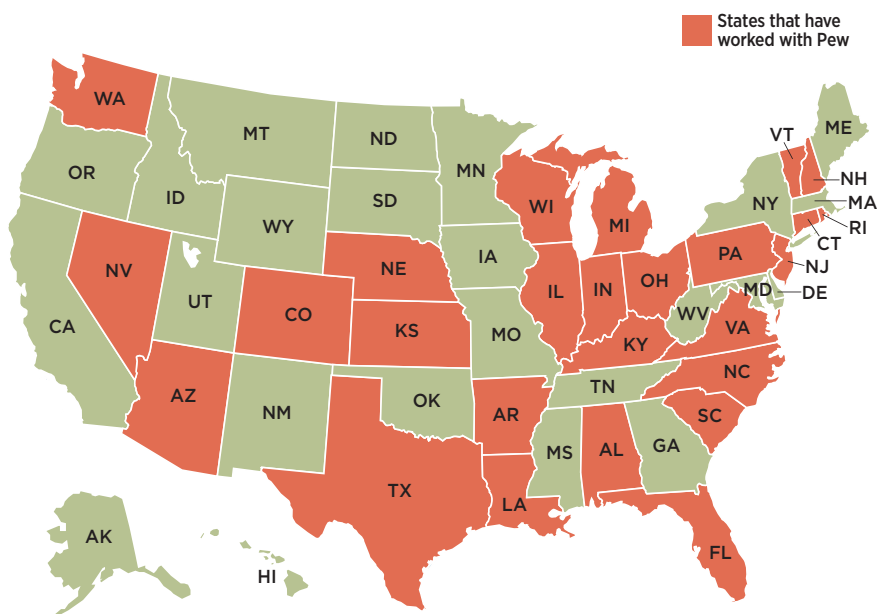 States that have
worked with Pew
WA
MT
ND
MN
VT
ME
OR
ID
SD
WI
MI
NY
NH
MA
WY
RI
CT
NV
NE
IA
PA
NJ
CA
UT
CO
IL
IN
OH
MD
DE
KS
MO
WV
VA
KY
AZ
NM
OK
AR
TN
NC
SC
MS
AL
GA
TX
LA
AK
HI
FL